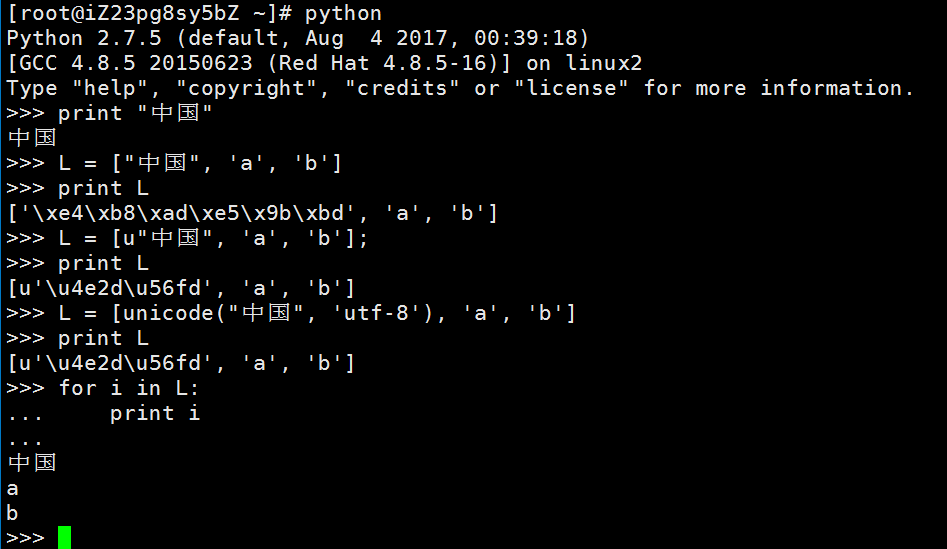 [root@iZ23pg8sy5bZ ~]# python
Python 2.7.5 (default, Aug  4 2017, 00:39:18)
[GCC 4.8.5 20150623 (Red Hat 4.8.5-16)] on linux2
Type "help", "copyright", "credits" or "license" for more information.
>>> print "中国"
中国
>>> L = ["中国", 'a', 'b']
>>> print L
['\xe4\xb8\xad\xe5\x9b\xbd', 'a', 'b']
>>> L = [u"中国", 'a', 'b'];
>>> print L
[u'\u4e2d\u56fd', 'a', 'b']
>>> L = [unicode("中国", 'utf-8'), 'a', 'b']
>>> print L
[u'\u4e2d\u56fd', 'a', 'b']
>>> for i in L:
...     print i
...
中国
a
b
>>>